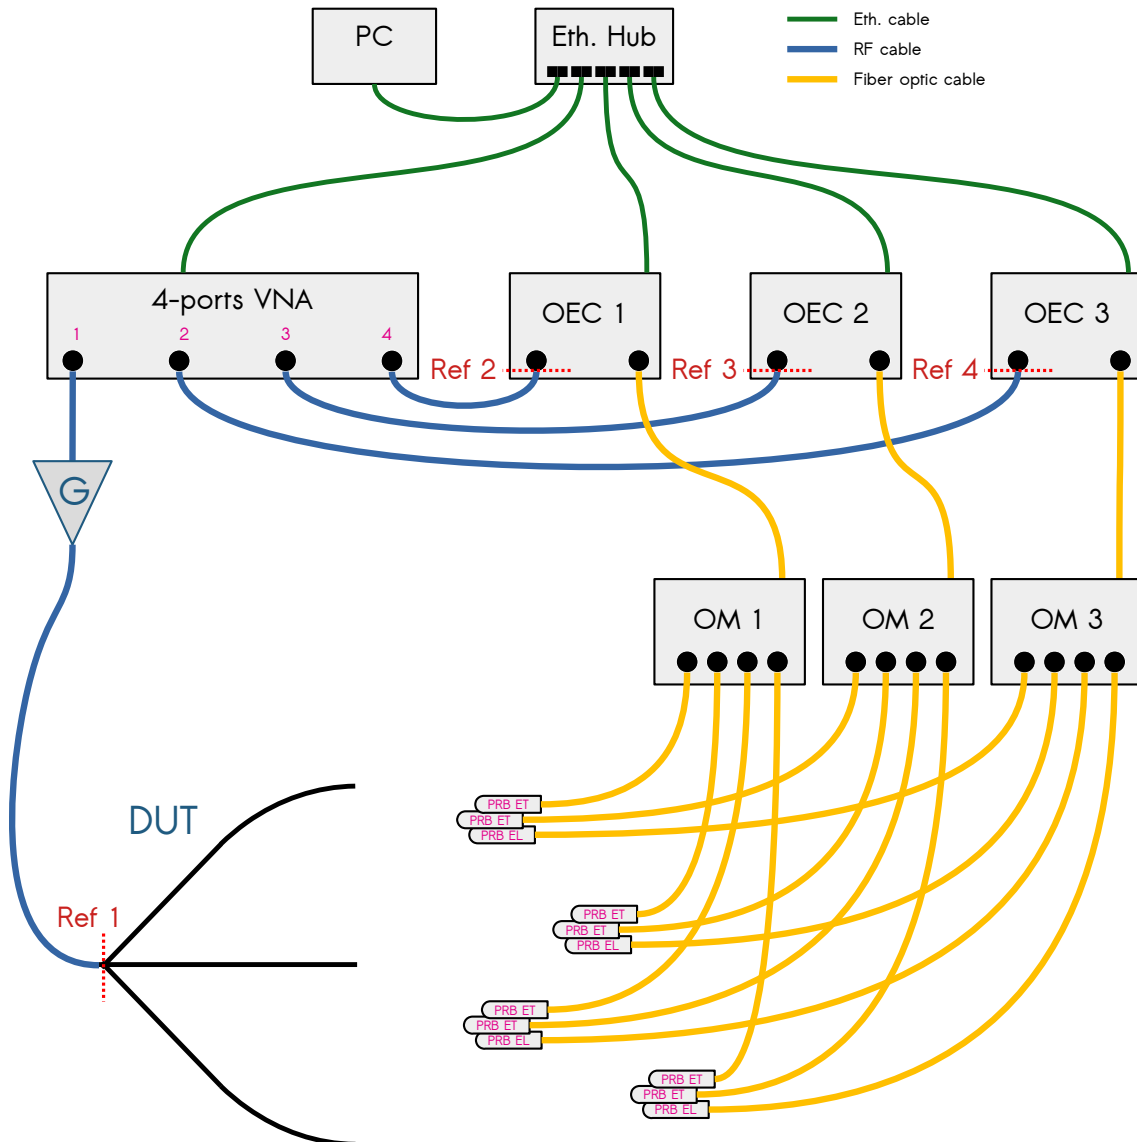 PC
Eth. Hub
Eth. cable
RF cable
Fiber optic cable
4-ports VNA
1
2
3
4
OEC 1
OEC 2
OEC 3
Ref 2
Ref 3
Ref 4
G
OM 1
OM 2
OM 3
DUT
Ref 1
PRB ET
PRB ET
PRB EL
PRB ET
PRB ET
PRB EL
PRB ET
PRB ET
PRB EL
PRB ET
PRB ET
PRB EL